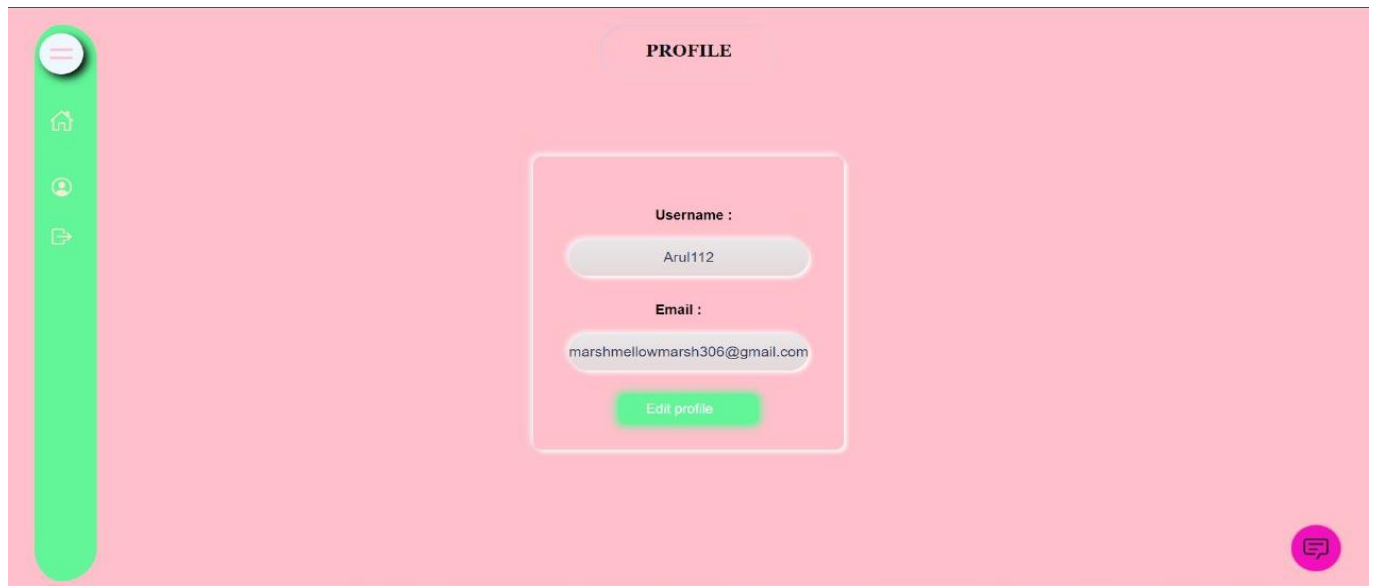 PROFILE
Username :
Arul112
Email :
marshmellowmarsh306@gmail.com
Edit profile